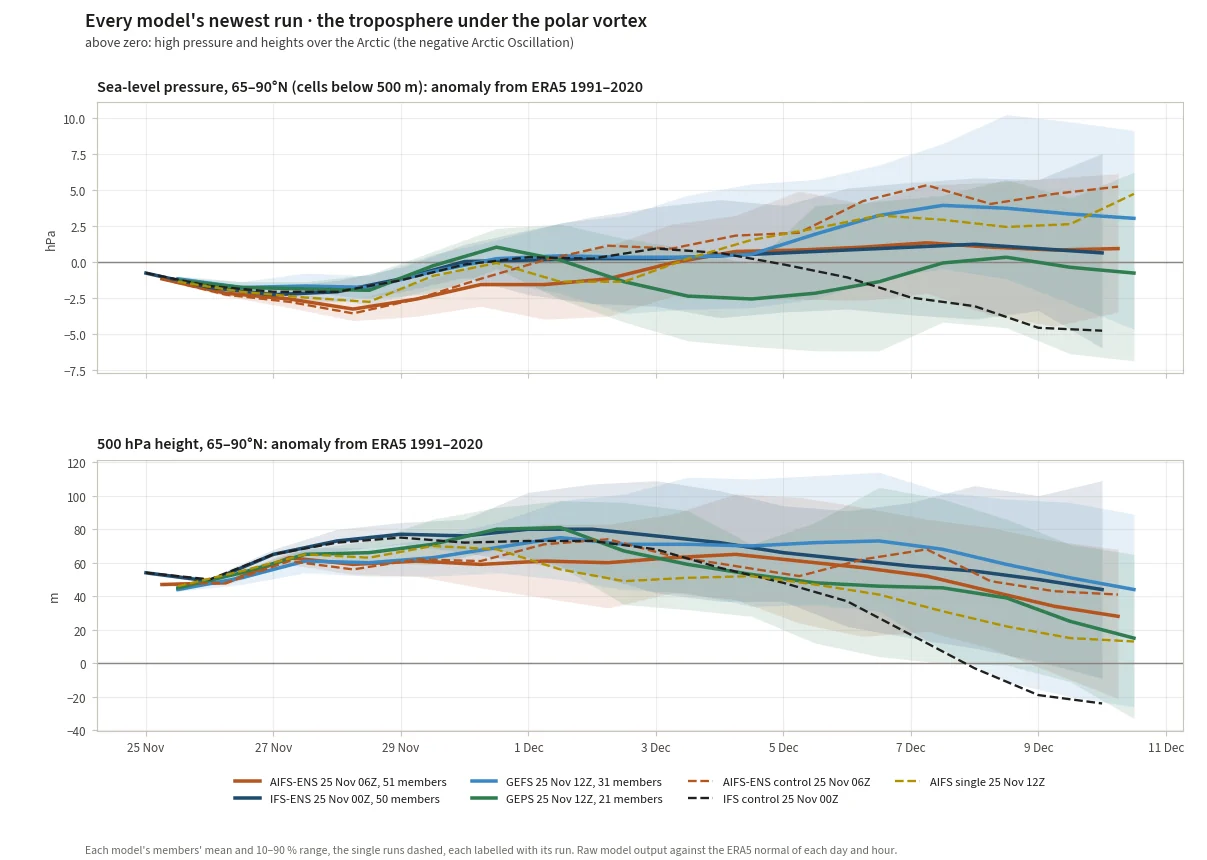 Every model's newest run · the troposphere under the polar vortex
above zero: high pressure and heights over the Arctic (the negative Arctic Oscillation)
Sea-level pressure, 65–90°N (cells below 500 m): anomaly from ERA5 1991–2020
10.0
7.5
5.0
2.5
0.0
−2.5
−5.0
−7.5
hPa
500 hPa height, 65–90°N: anomaly from ERA5 1991–2020
120
100
80
60
40
20
0
−20
−40
m
25 Nov
27 Nov
29 Nov
1 Dec
3 Dec
5 Dec
7 Dec
9 Dec
11 Dec
AIFS-ENS 25 Nov 06Z, 51 members
GEFS 25 Nov 12Z, 31 members
AIFS-ENS control 25 Nov 06Z
AIFS single 25 Nov 12Z
IFS-ENS 25 Nov 00Z, 50 members
GEPS 25 Nov 12Z, 21 members
IFS control 25 Nov 00Z
Each model's members' mean and 10–90 % range, the single runs dashed, each labelled with its run. Raw model output against the ERA5 normal of each day and hour.